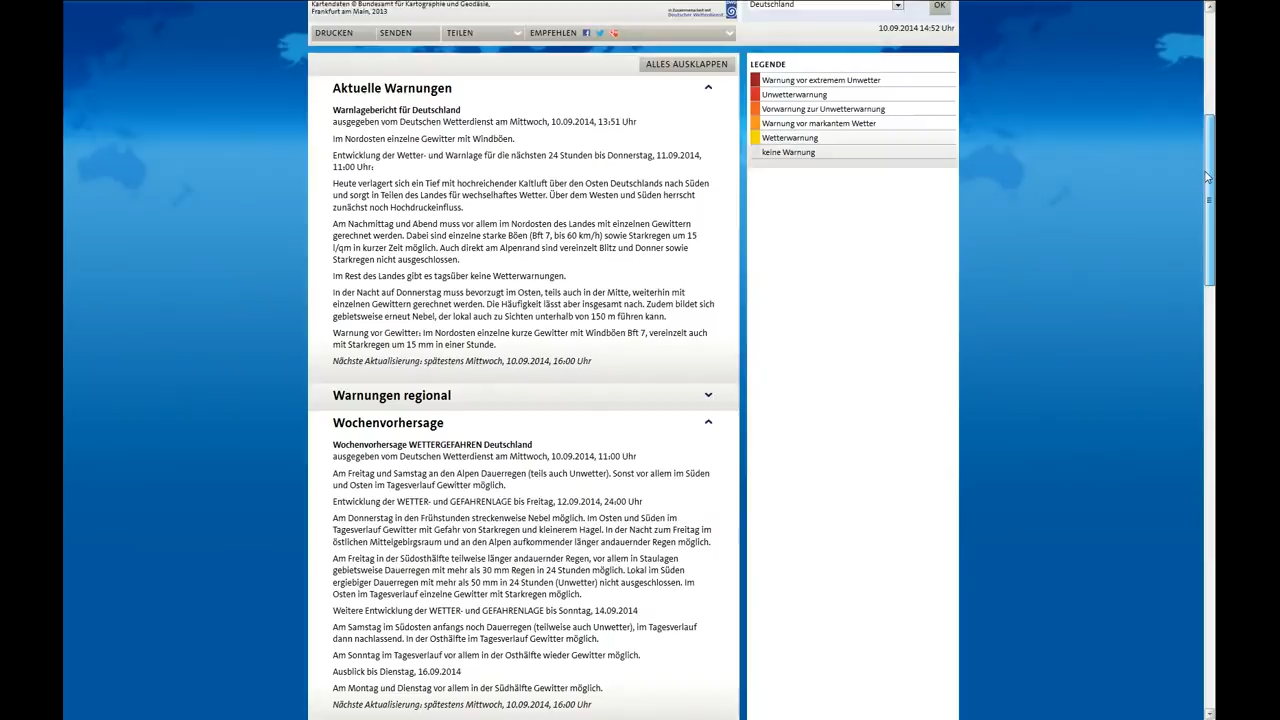 Kartendaten © Bundesamt für Kartographie und Geodäsie,
Frankfurt am Main, 2013
in Zusammenarbeit mit
Deutscher Wetterdienst
Deutschland
OK
DRUCKEN SENDEN TEILEN EMPFEHLEN
10.09.2014 14:52 Uhr
ALLES AUSKLAPPEN
Aktuelle Warnungen
Warnlagebericht für Deutschland
ausgegeben vom Deutschen Wetterdienst am Mittwoch, 10.09.2014, 13:51 Uhr
Im Nordosten einzelne Gewitter mit Windböen.
Entwicklung der Wetter- und Warnlage für die nächsten 24 Stunden bis Donnerstag, 11.09.2014,
11:00 Uhr:
Heute verlagert sich ein Tief mit hochreichender Kaltluft über den Osten Deutschlands nach Süden
und sorgt in Teilen des Landes für wechselhaftes Wetter. Über dem Westen und Süden herrscht
zunächst noch Hochdruckeinfluss.
Am Nachmittag und Abend muss vor allem im Nordosten des Landes mit einzelnen Gewittern
gerechnet werden. Dabei sind einzelne starke Böen (Bft 7, bis 60 km/h) sowie Starkregen um 15
l/qm in kurzer Zeit möglich. Auch direkt am Alpenrand sind vereinzelt Blitz und Donner sowie
Starkregen nicht ausgeschlossen.
Im Rest des Landes gibt es tagsüber keine Wetterwarnungen.
In der Nacht auf Donnerstag muss bevorzugt im Osten, teils auch in der Mitte, weiterhin mit
einzelnen Gewittern gerechnet werden. Die Häufigkeit lässt aber insgesamt nach. Zudem bildet sich
gebietsweise erneut Nebel, der lokal auch zu Sichten unterhalb von 150 m führen kann.
Warnung vor Gewitter: Im Nordosten einzelne kurze Gewitter mit Windböen Bft 7, vereinzelt auch
mit Starkregen um 15 mm in einer Stunde.
Nächste Aktualisierung: spätestens Mittwoch, 10.09.2014, 16:00 Uhr
Warnungen regional
Wochenvorhersage
Wochenvorhersage WETTERGEFAHREN Deutschland
ausgegeben vom Deutschen Wetterdienst am Mittwoch, 10.09.2014, 11:00 Uhr
Am Freitag und Samstag an den Alpen Dauerregen (teils auch Unwetter). Sonst vor allem im Süden
und Osten im Tagesverlauf Gewitter möglich.
Entwicklung der WETTER- und GEFAHRENLAGE bis Freitag, 12.09.2014, 24:00 Uhr
Am Donnerstag in den Frühstunden streckenweise Nebel möglich. Im Osten und Süden im
Tagesverlauf Gewitter mit Gefahr von Starkregen und kleinerem Hagel. In der Nacht zum Freitag im
östlichen Mittelgebirgsraum und an den Alpen aufkommender länger andauernder Regen möglich.
Am Freitag in der Südosthälfte teilweise länger andauernder Regen, vor allem in Staulagen
gebietsweise Dauerregen mit mehr als 30 mm Regen in 24 Stunden möglich. Lokal im Süden
ergiebiger Dauerregen mit mehr als 50 mm in 24 Stunden (Unwetter) nicht ausgeschlossen. Im
Osten im Tagesverlauf einzelne Gewitter mit Starkregen möglich.
Weitere Entwicklung der WETTER- und GEFAHRENLAGE bis Sonntag, 14.09.2014
Am Samstag im Südosten anfangs noch Dauerregen (teilweise auch Unwetter), im Tagesverlauf
dann nachlassend. In der Osthälfte im Tagesverlauf Gewitter möglich.
Am Sonntag im Tagesverlauf vor allem in der Osthälfte wieder Gewitter möglich.
Ausblick bis Dienstag, 16.09.2014
Am Montag und Dienstag vor allem in der Südhälfte Gewitter möglich.
Nächste Aktualisierung: spätestens Mittwoch, 10.09.2014, 16:00 Uhr
LEGENDE
Warnung vor extremem Unwetter
Unwetterwarnung
Vorwarnung zur Unwetterwarnung
Warnung vor markantem Wetter
Wetterwarnung
keine Warnung